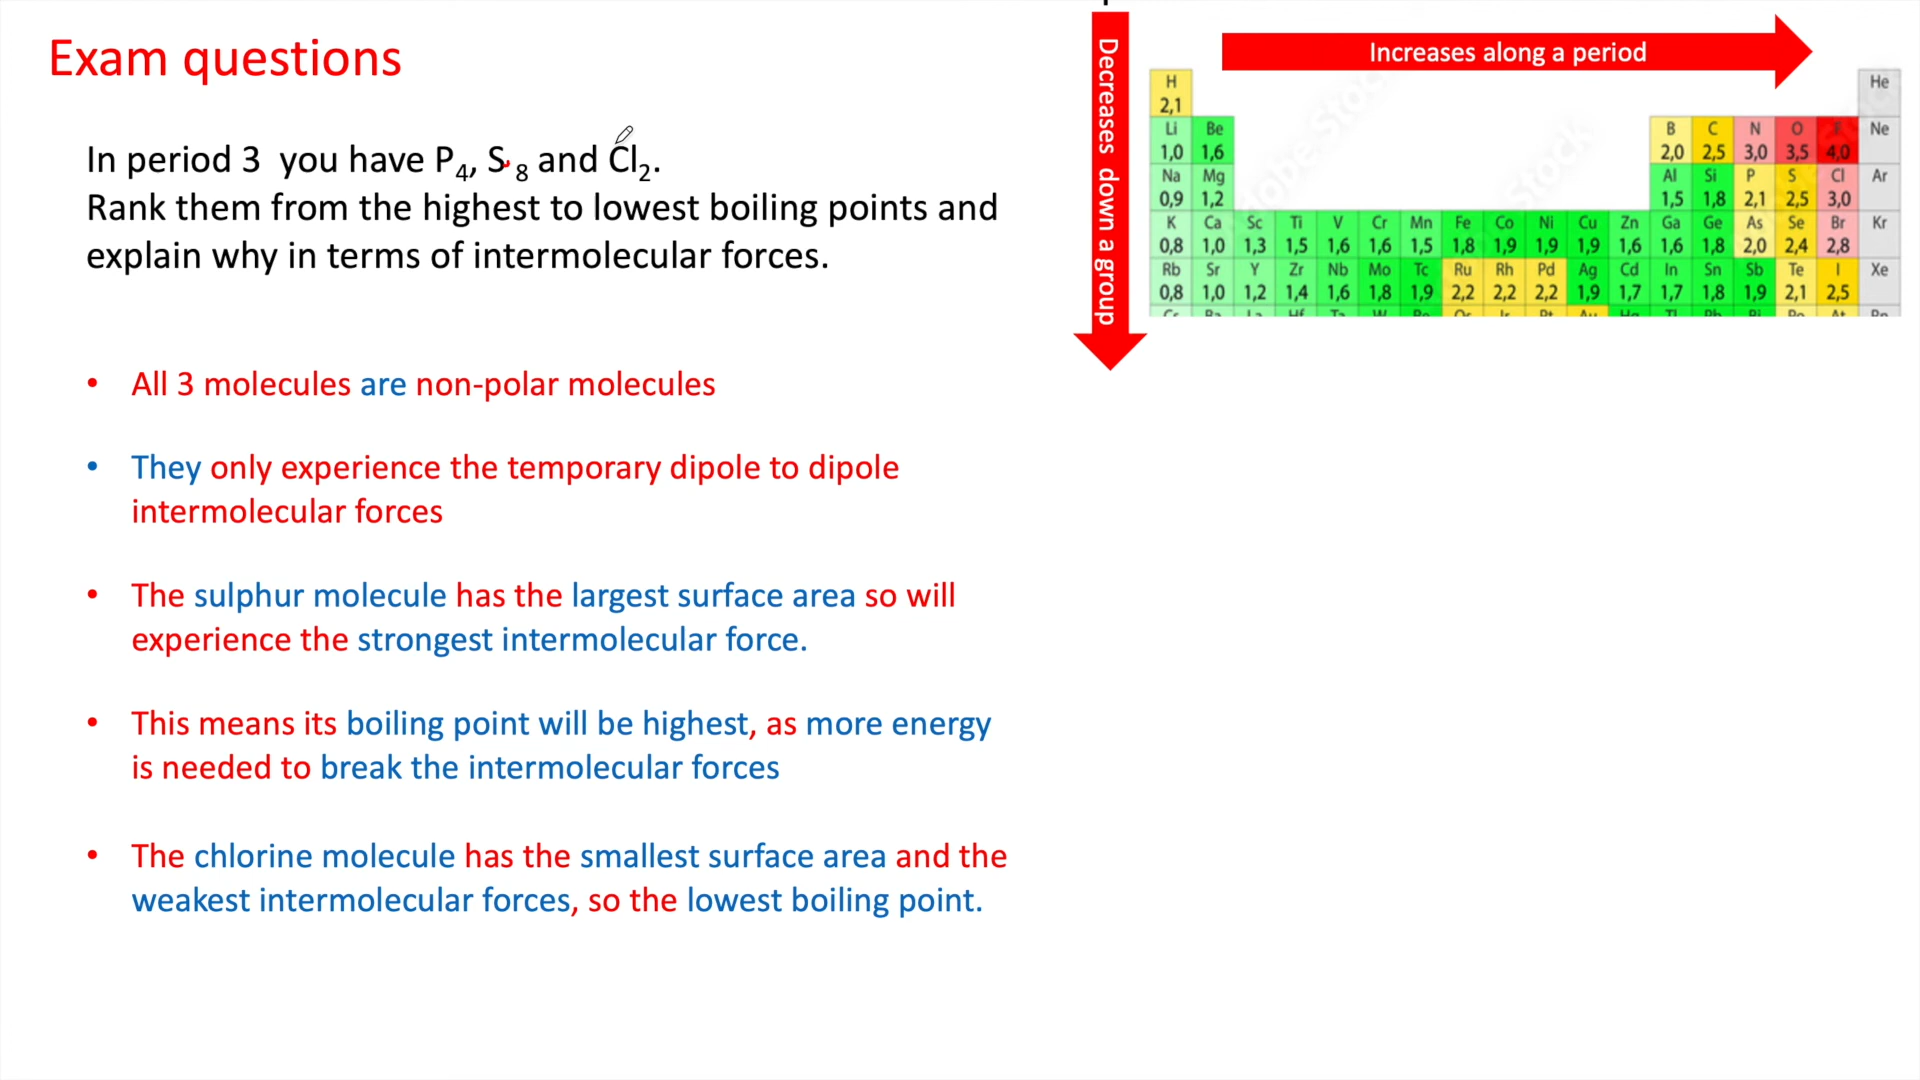 Exam questions
In period 3 you have P4, S8 and Cl2.
Rank them from the highest to lowest boiling points and
explain why in terms of intermolecular forces.
• All 3 molecules are non-polar molecules
• They only experience the temporary dipole to dipole
intermolecular forces
• The sulphur molecule has the largest surface area so will
experience the strongest intermolecular force.
• This means its boiling point will be highest, as more energy
is needed to break the intermolecular forces
• The chlorine molecule has the smallest surface area and the
weakest intermolecular forces, so the lowest boiling point.
Decreases down a group
Increases along a period
H He
2,1
Li Be B C N O F Ne
1,0 1,6 2,0 2,5 3,0 3,5 4,0
Na Mg Al Si P S Cl Ar
0,9 1,2 1,5 1,8 2,1 2,5 3,0
K Ca Sc Ti V Cr Mn Fe Co Ni Cu Zn Ga Ge As Se Br Kr
0,8 1,0 1,3 1,5 1,6 1,6 1,5 1,8 1,9 1,9 1,9 1,6 1,6 1,8 2,0 2,4 2,8
Rb Sr Y Zr Nb Mo Tc Ru Rh Pd Ag Cd In Sn Sb Te I Xe
0,8 1,0 1,2 1,4 1,6 1,8 1,9 2,2 2,2 2,2 1,9 1,7 1,7 1,8 1,9 2,1 2,5